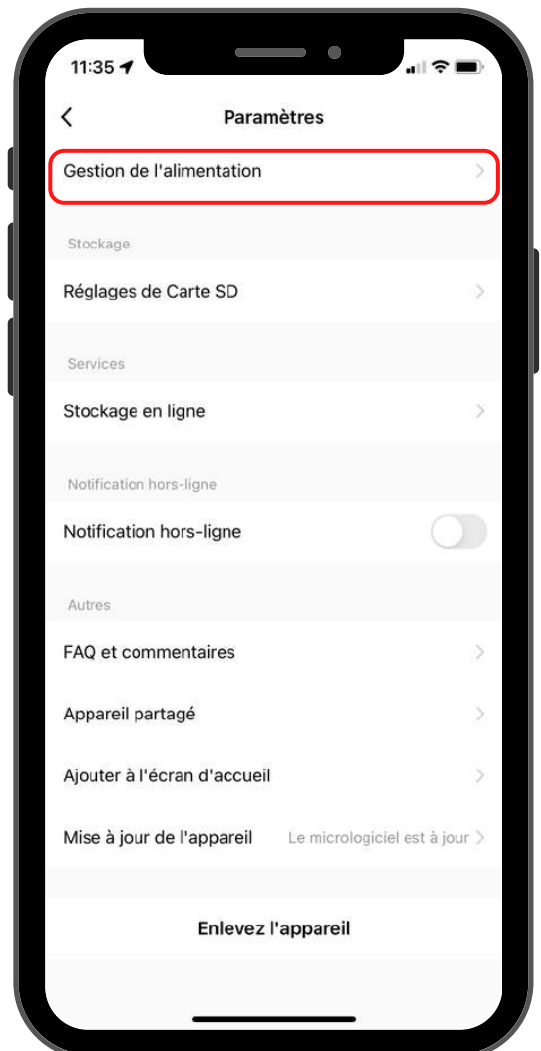 11:35
Paramètres
Gestion de l'alimentation
Stockage
Réglages de Carte SD
Services
Stockage en ligne
Notification hors-ligne
Notification hors-ligne
Autres
FAQ et commentaires
Appareil partagé
Ajouter à l'écran d'accueil
Mise à jour de l'appareil Le micrologiciel est à jour
Enlevez l'appareil